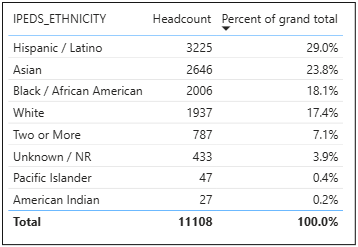 IPEDS_ETHNICITY Headcount Percent of grand total
Hispanic / Latino 3225 29.0%
Asian 2646 23.8%
Black / African American 2006 18.1%
White 1937 17.4%
Two or More 787 7.1%
Unknown / NR 433 3.9%
Pacific Islander 47 0.4%
American Indian 27 0.2%
Total 11108 100.0%